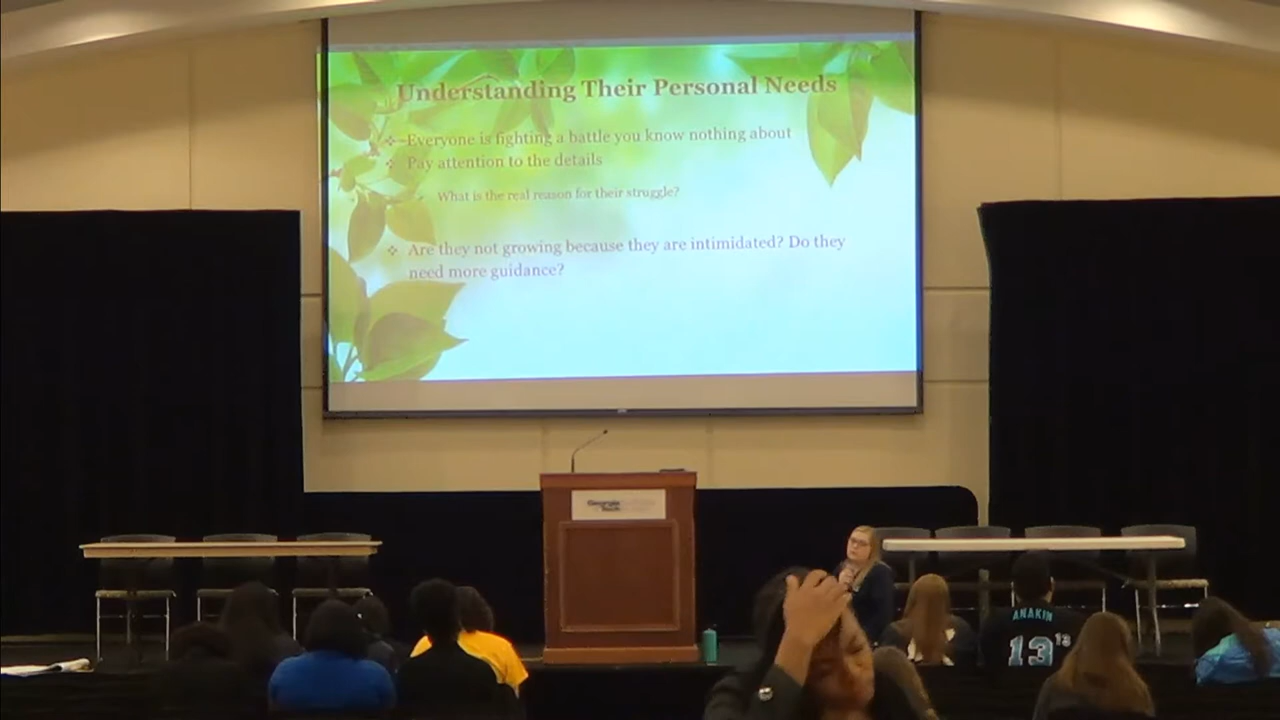 Understanding Their Personal Needs
Everyone is fighting a battle you know nothing about
Pay attention to the details
What is the real reason for their struggle?
Are they not growing because they are intimidated? Do they
need more guidance?
Georgia
ANAKIN
13 13